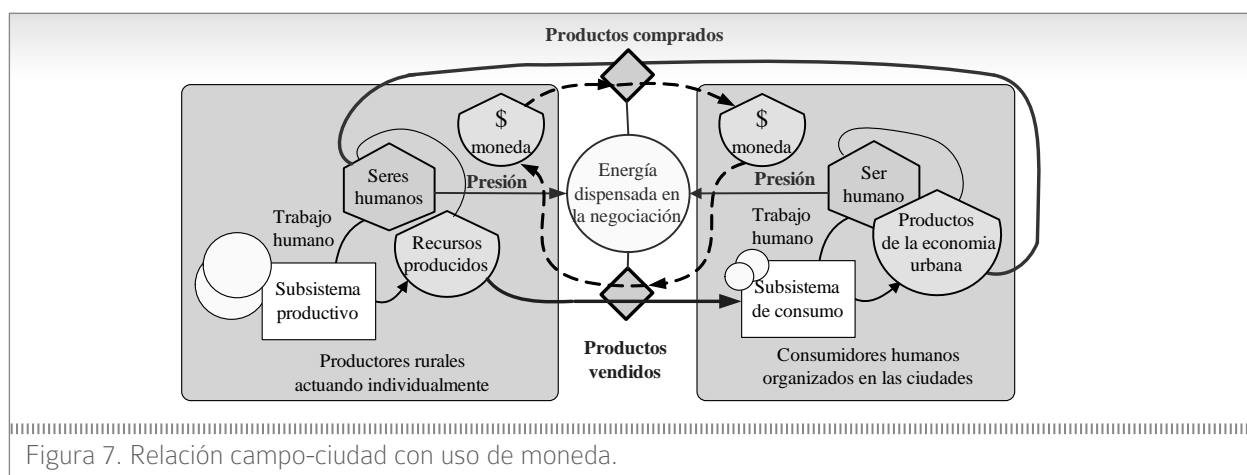 Productos comprados
$
moneda
$
moneda
Seres
humanos
Presión
Energía
dispensada en
la negociación
Presión
Ser
humano
Trabajo
humano
Recursos
producidos
Trabajo
humano
Productos
de la economia
urbana
Subsistema
productivo
Subsistema
de consumo
Productores rurales
actuando individualmente
Productos
vendidos
Consumidores humanos
organizados en las ciudades
Figura 7. Relación campo-ciudad con uso de moneda.